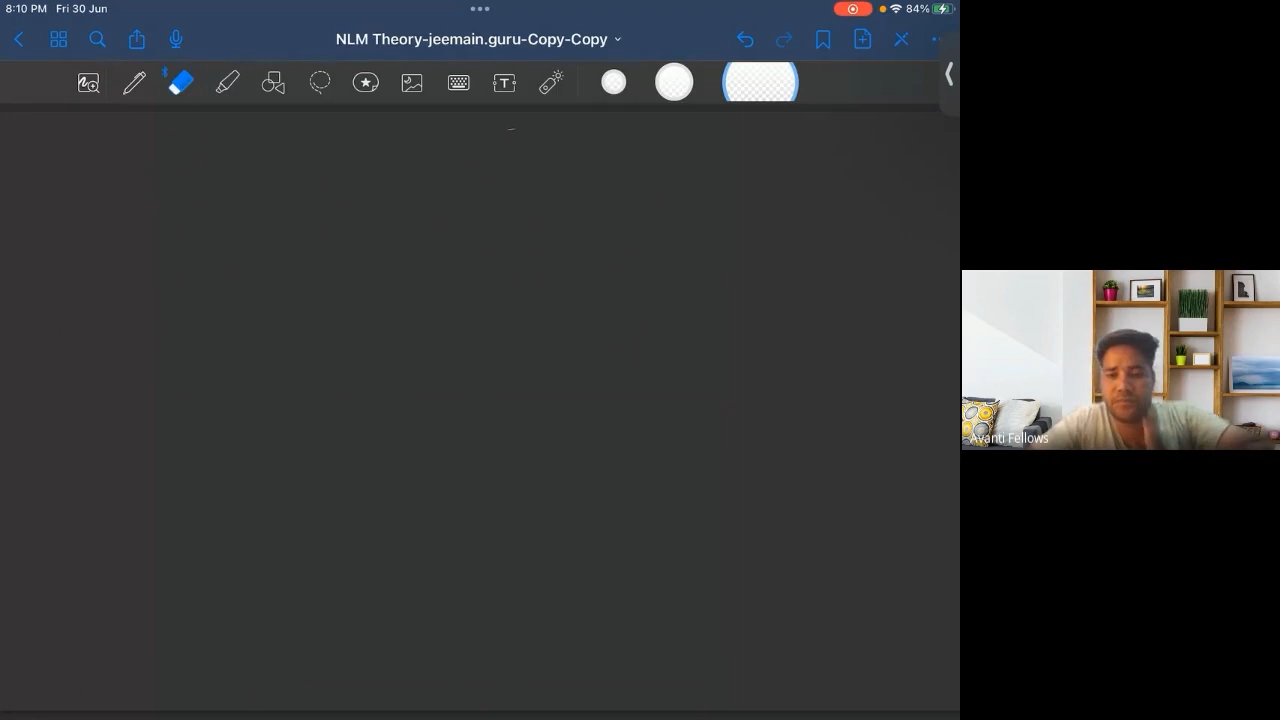 8:10 PM Fri 30 Jun
84%
NLM Theory-jeemain.guru-Copy-Copy
T
Avanti Fellows